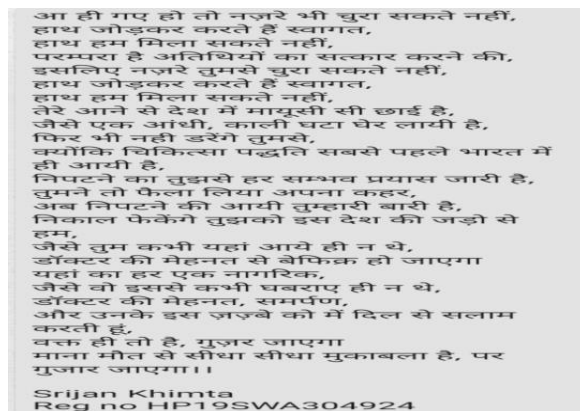 आ ही गए हो तो नज़रे भी चुरा सकते नहीं,
हाथ जोड़कर करते हैं स्वागत,
हाथ हम मिला सकते नहीं,
परम्परा है अतिथियों का सत्कार करने की,
इसलिए नज़रे तुमसे चुरा सकते नहीं,
हाथ जोड़कर करते हैं स्वागत,
हाथ हम मिला सकते नहीं,
तेरे आने से देश में मायूसी सी छाई है,
जैसे एक आंधी, काली घटा घेर लायी है,
फिर भी नही डरेंगे तुमसे,
क्योंकि चिकित्सा पद्धति सबसे पहले भारत में
ही आयी है,
निपटने का तुझसे हर सम्भव प्रयास जारी है,
तुमने तो फैला लिया अपना कहर,
अब निपटने की आयी तुम्हारी बारी है,
निकाल फेकेंगे तुझको इस देश की जड़ो से
हम,
जैसे तुम कभी यहां आये ही न थे,
डॉक्टर की मेहनत से बेफिक्र हो जाएगा
यहां का हर एक नागरिक,
जैसे वो इससे कभी घबराए ही न थे,
डॉक्टर की मेहनत, समर्पण,
और उनके इस ज़ज़्बे को में दिल से सलाम
करती हूं,
वक्त ही तो है, गुज़र जाएगा
माना मौत से सीधा सीधा मुकाबला है, पर
गुजार जाएगा।।
Srijan Khimta
Reg no HP19SWA304924